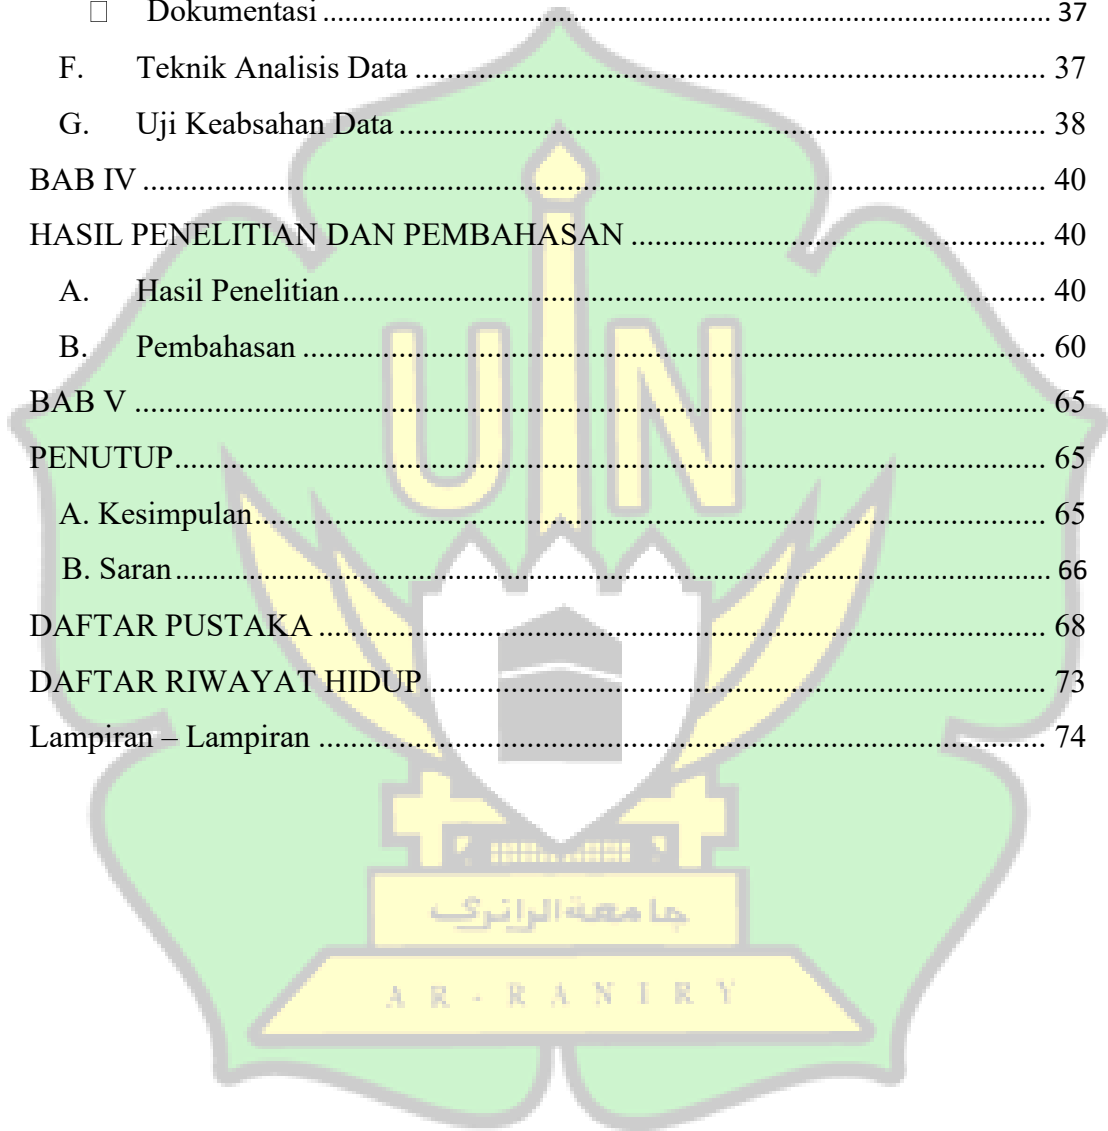 □ Dokumentasi ........................................................................................... 37
F. Teknik Analisis Data ............................................................................... 37
G. Uji Keabsahan Data ................................................................................. 38
BAB IV ................................................................................................................. 40
HASIL PENELITIAN DAN PEMBAHASAN .................................................... 40
A. Hasil Penelitian ........................................................................................ 40
B. Pembahasan ............................................................................................. 60
BAB V .................................................................................................................. 65
PENUTUP ............................................................................................................. 65
A. Kesimpulan .................................................................................................. 65
B. Saran ............................................................................................................. 66
DAFTAR PUSTAKA ........................................................................................... 68
DAFTAR RIWAYAT HIDUP .............................................................................. 73
Lampiran – Lampiran ........................................................................................... 74
UIN
جامعة الرانري
AR-RANIRY